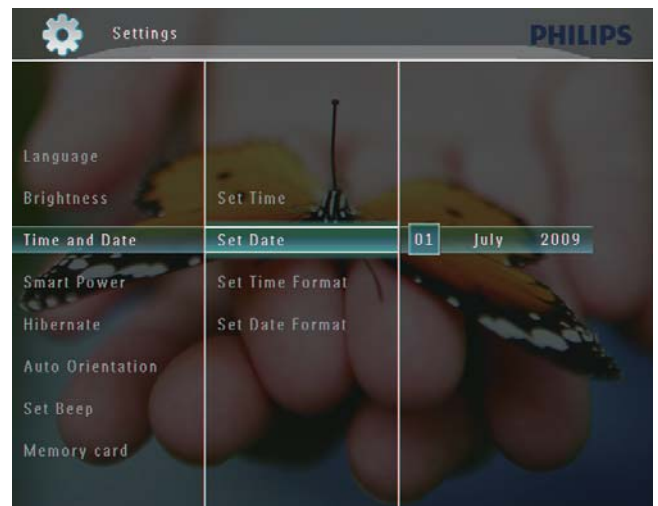 Settings
PHILIPS
Language
Brightness
Set Time
Time and Date
Set Date
01 July 2009
Smart Power
Set Time Format
Hibernate
Set Date Format
Auto Orientation
Set Beep
Memory card